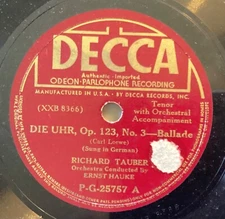 DECCA
Authentic - Imported
ODEON-PARLOPHONE RECORDING
MANUFACTURED IN U.S.A. BY DECCA RECORDS, INC.
(XXB 8366)
Tenor
with Orchestral
Accompaniment
DIE UHR, Op. 123, No. 3—Ballade
(Carl Loewe)
(Sung in German)
RICHARD TAUBER
Orchestra Conducted by
ERNST HAUKE
P-G-25757 A